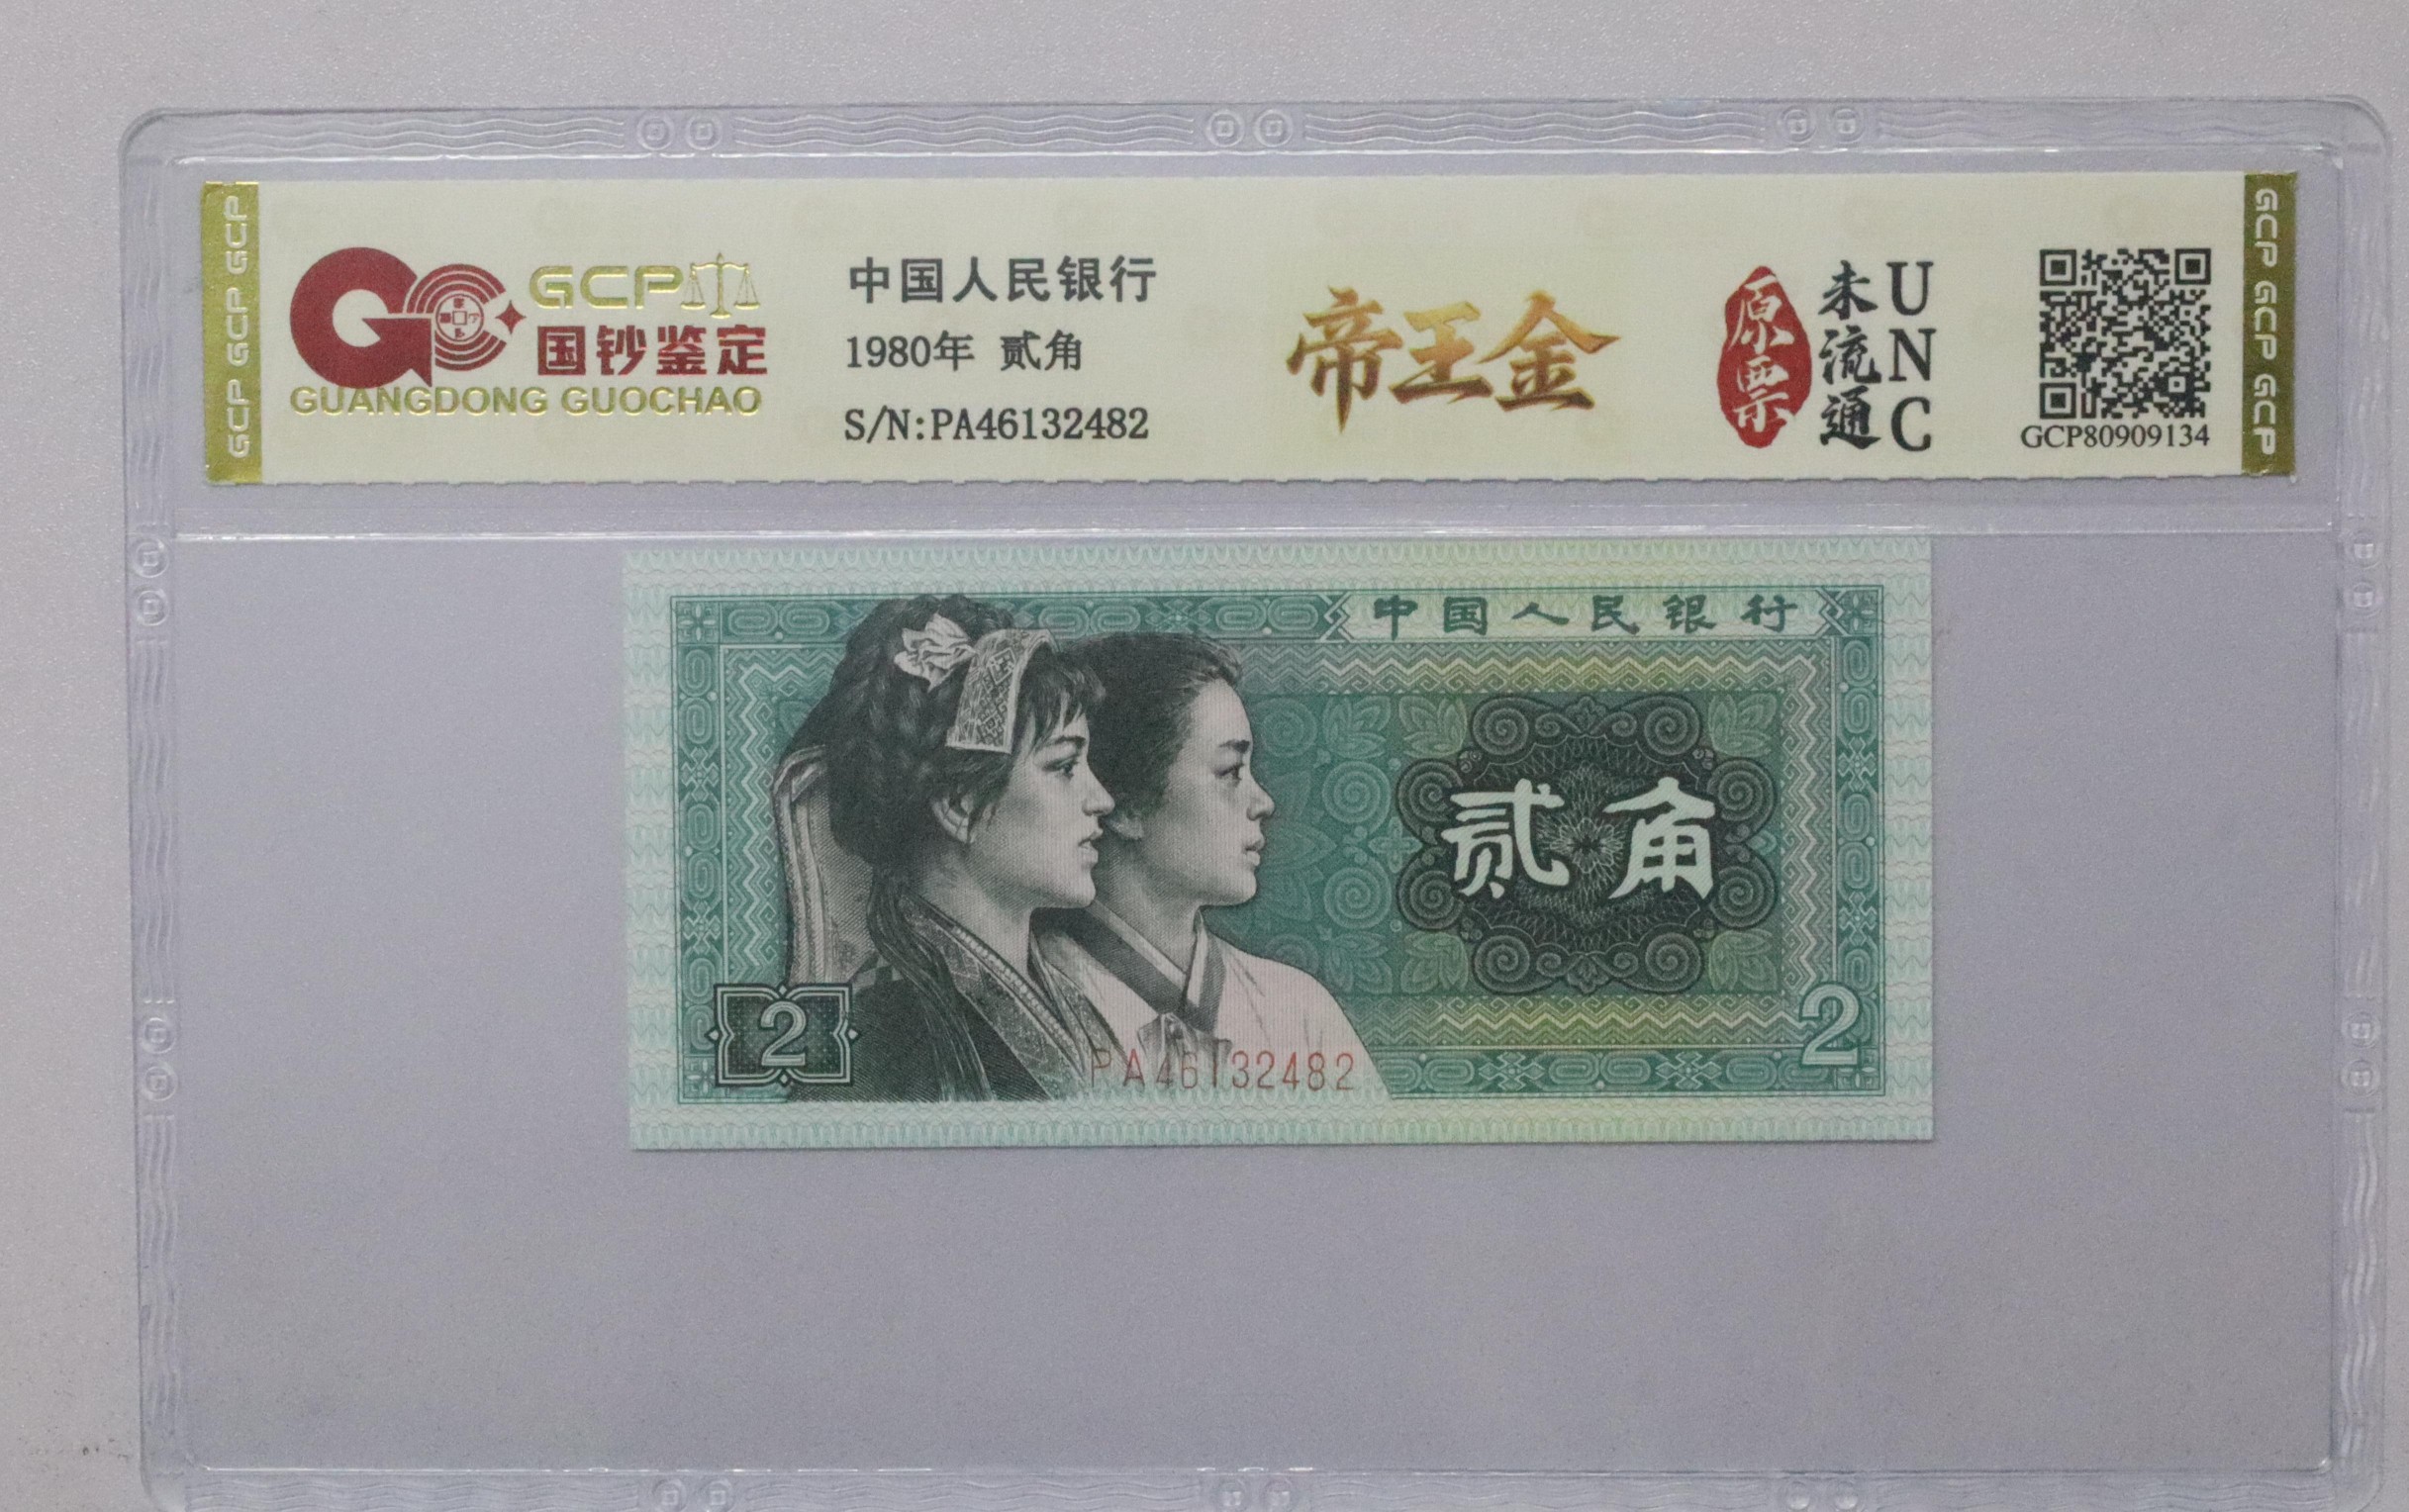 GCP GCP GCP
GCP
国钞鉴定
GUANGDONG GUOCHAO
中国人民银行
1980年 贰角
S/N:PA46132482
帝王金
原票
未流通
UNC
GCP80909134
GCP GCP GCP
中国人民银行
贰角
2
2
PA46132482